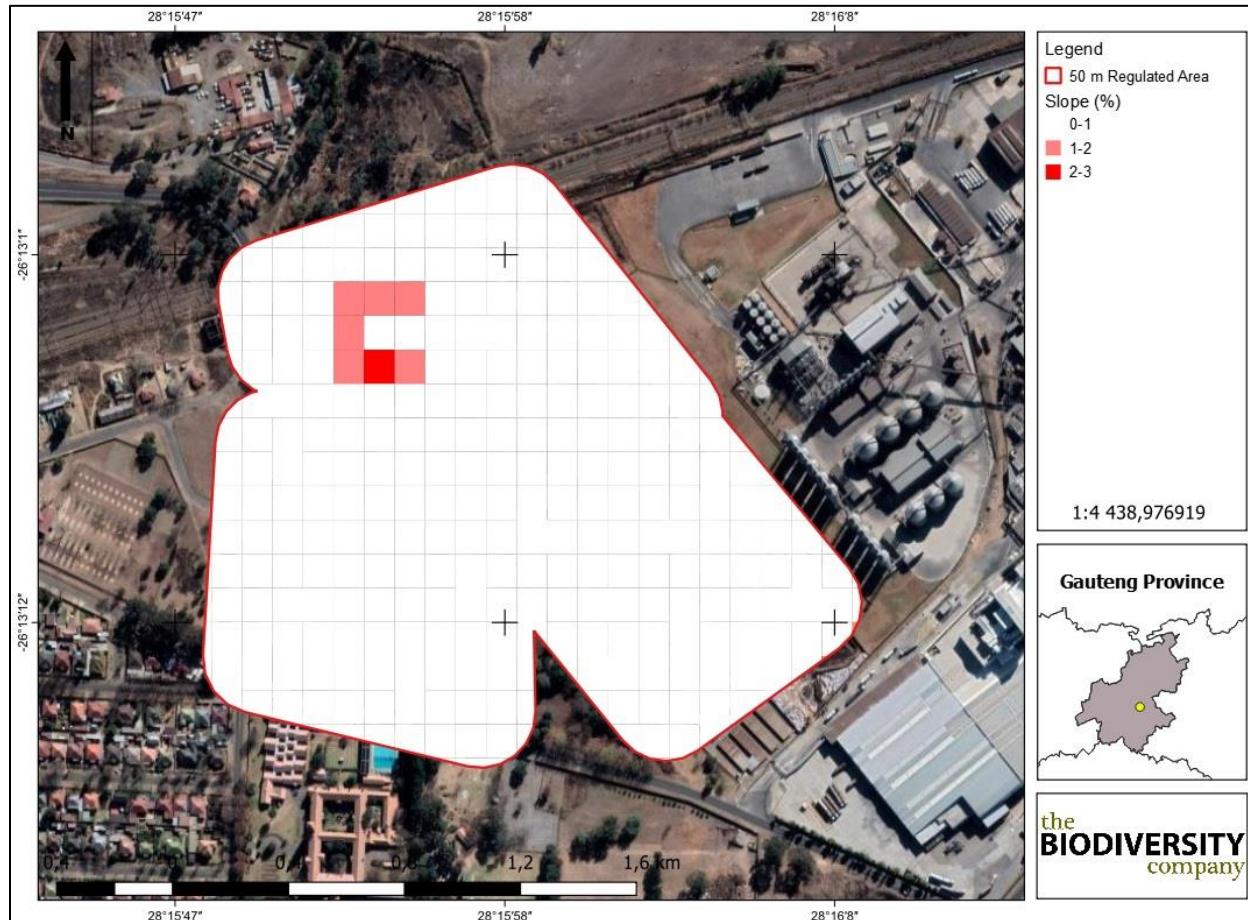 28°15'47" 28°15'58" 28°16'8"
N
-26°13'1"
-26°13'12"
0,4 0 0,4 0,8 1,2 1,6 km
28°15'47" 28°15'58" 28°16'8"
Legend
50 m Regulated Area
Slope (%)
0-1
1-2
2-3
1:4 438,976919
Gauteng Province
the
BIODIVERSITY
company